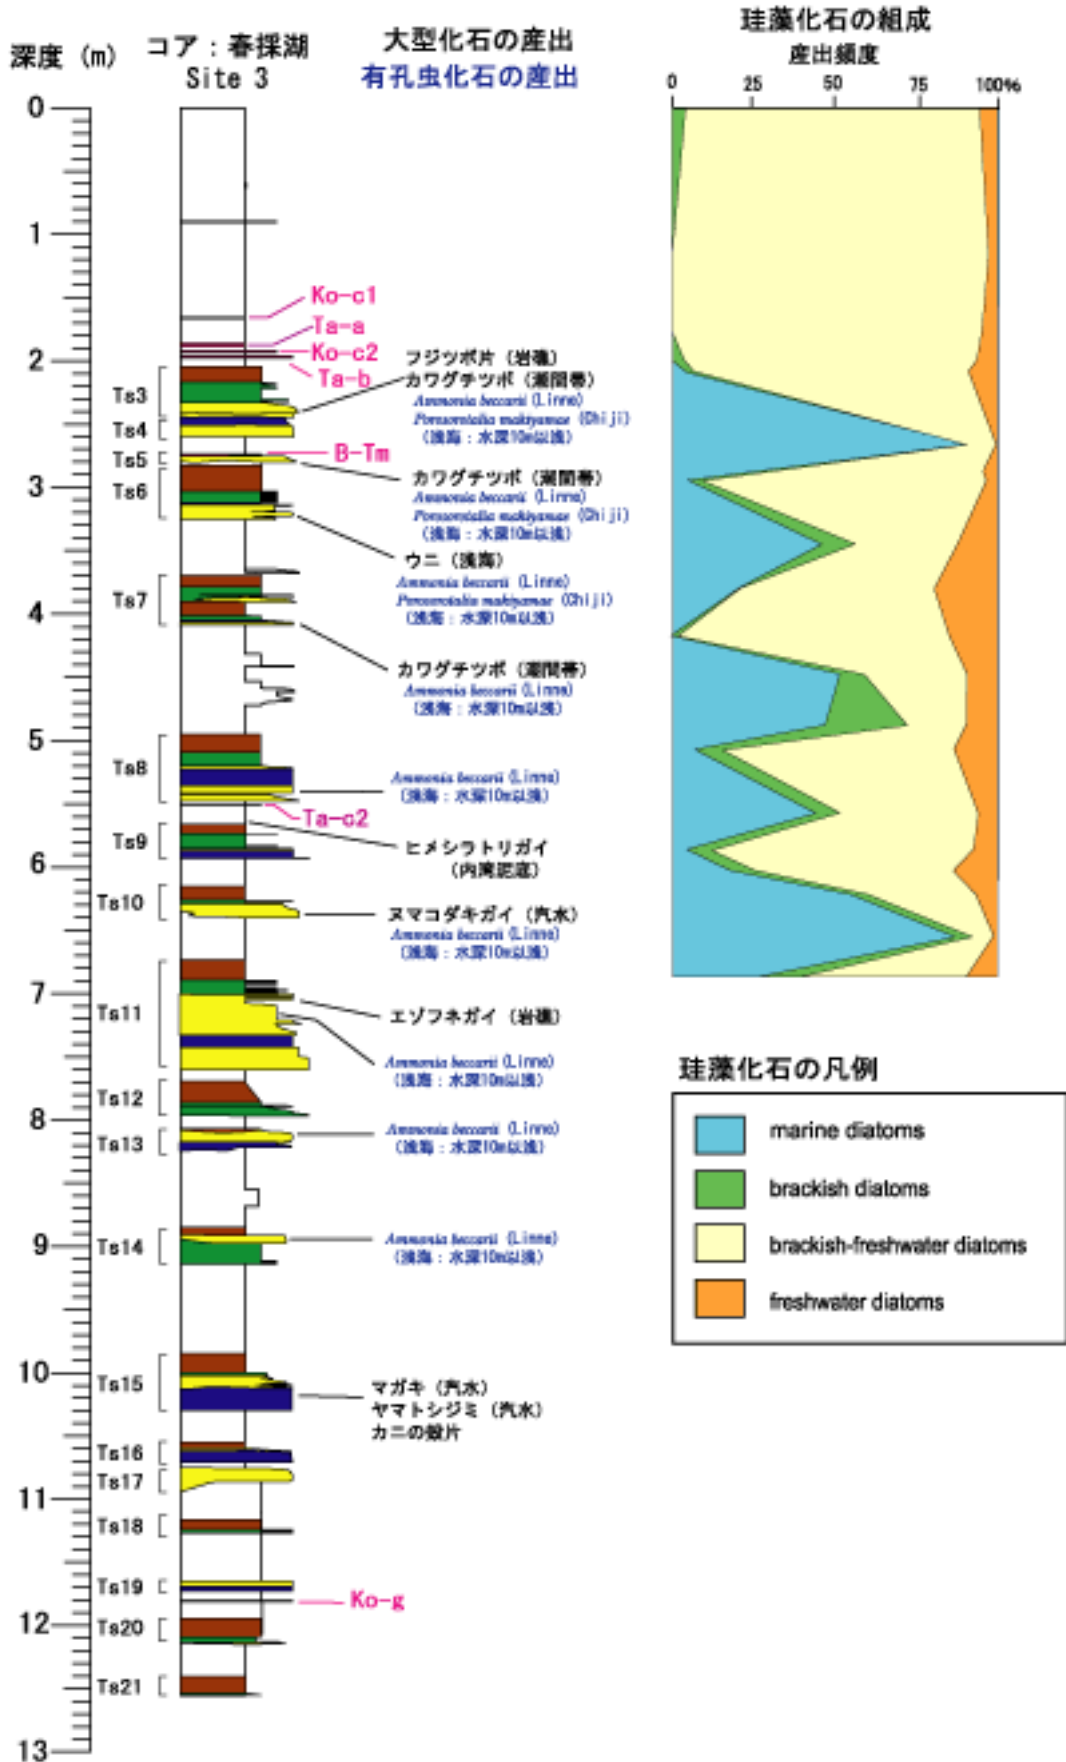 深度 (m)
コア：春採湖
Site 3
大型化石の産出
有孔虫化石の産出
珪藻化石の組成
産出頻度
0 25 50 75 100%
0
1
2
3
4
5
6
7
8
9
10
11
12
13
Ts3
Ts4
Ts5
Ts6
Ts7
Ts8
Ts9
Ts10
Ts11
Ts12
Ts13
Ts14
Ts15
Ts16
Ts17
Ts18
Ts19
Ts20
Ts21
Ko-c1
Ta-a
Ko-c2
Ta-b
B-Tm
Ta-c2
Ko-g
フジツボ片（岩礁）
カワグチツボ（潮間帯）
Ammonia beccarii (Linne)
Pororotalia makiyamae (Chiji)
（浅海：水深10m以浅）
カワグチツボ（潮間帯）
Ammonia beccarii (Linne)
Pororotalia makiyamae (Chiji)
（浅海：水深10m以浅）
ウニ（浅海）
Ammonia beccarii (Linne)
Pororotalia makiyamae (Chiji)
（浅海：水深10m以浅）
カワグチツボ（潮間帯）
Ammonia beccarii (Linne)
（浅海：水深10m以浅）
Ammonia beccarii (Linne)
（浅海：水深10m以浅）
ヒメシラトリガイ
（内湾泥底）
ヌマコダキガイ（汽水）
Ammonia beccarii (Linne)
（浅海：水深10m以浅）
エゾフネガイ（岩礁）
Ammonia beccarii (Linne)
（浅海：水深10m以浅）
Ammonia beccarii (Linne)
（浅海：水深10m以浅）
Ammonia beccarii (Linne)
（浅海：水深10m以浅）
マガキ（汽水）
ヤマトシジミ（汽水）
カニの殻片
珪藻化石の凡例
marine diatoms
brackish diatoms
brackish-freshwater diatoms
freshwater diatoms